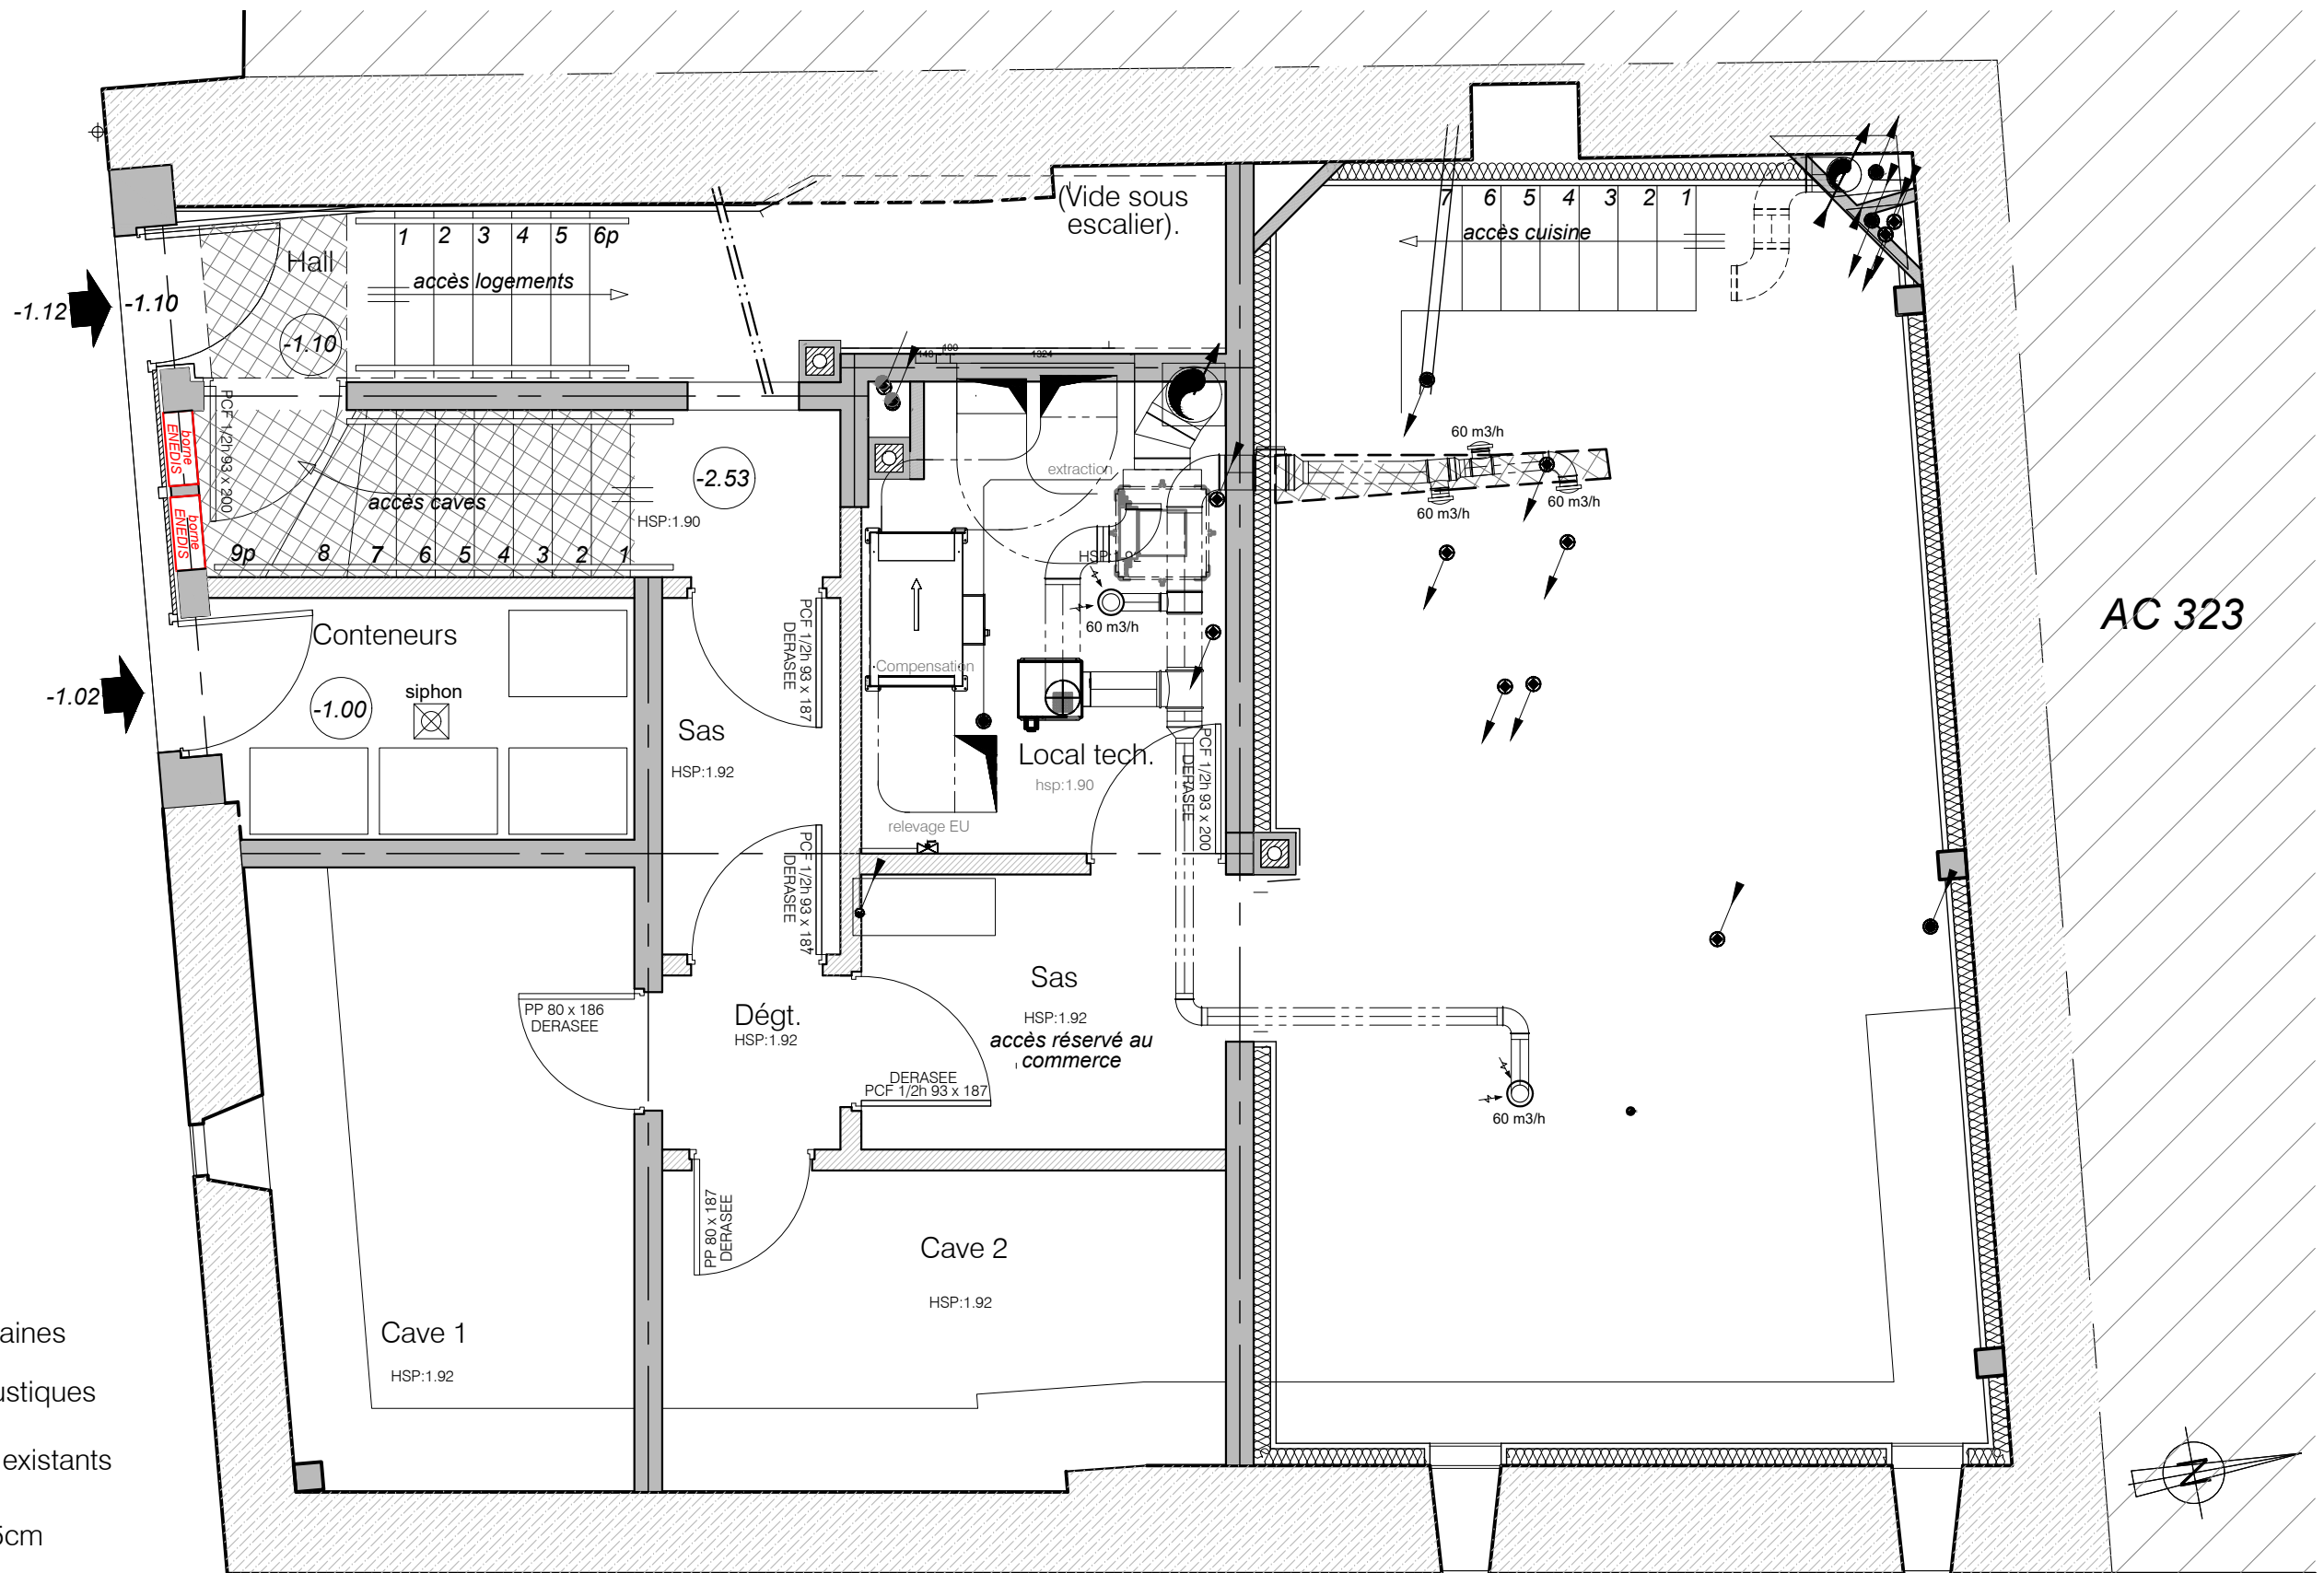 (Vide sous
escalier).
7 6 5 4 3 2 1
accès cuisine
1 2 3 4 5 6p
Hall
accès logements
-1.12
-1.10
-1.10
140
100
1324
PCF 1/2h 93 x 200
borne
ENEDIS
borne
ENEDIS
-2.53
accès caves
HSP:1.90
9p 8 7 6 5 4 3 2 1
extraction
60 m3/h
60 m3/h
60 m3/h
AC 323
Conteneurs
siphon
-1.00
-1.02
PCF 1/2h 93 x 187
DERASEE
60 m3/h
Compensation
Sas
HSP:1.92
Local tech.
hsp:1.90
PCF 1/2h 93 x 200
DERASEE
relevage EU
PCF 1/2h 93 x 187
DERASEE
PP 80 x 186
DERASEE
Dégt.
HSP:1.92
Sas
HSP:1.92
accès réservé au
commerce
DERASEE
PCF 1/2h 93 x 187
60 m3/h
PP 80 x 187
DERASEE
Cave 2
HSP:1.92
Cave 1
HSP:1.92
aines
ustiques
existants
5cm
N